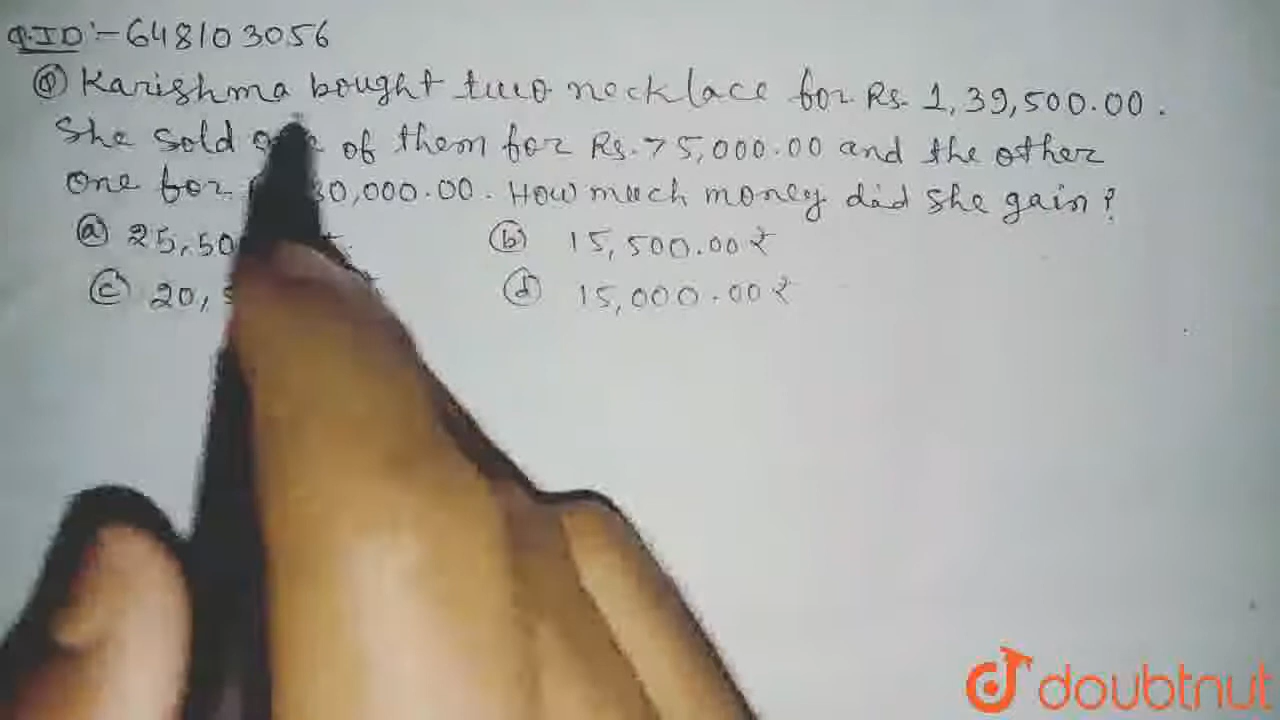 Q.ID :- 648103056
Q Karishma bought two necklace for Rs. 1,39,500.00.
She sold of them for Rs. 75,000.00 and the other
One for 80,000.00. How much money did she gain?
a 25,50 b 15,500.00 ₹
c 20, d 15,000.00 ₹
doubtnut